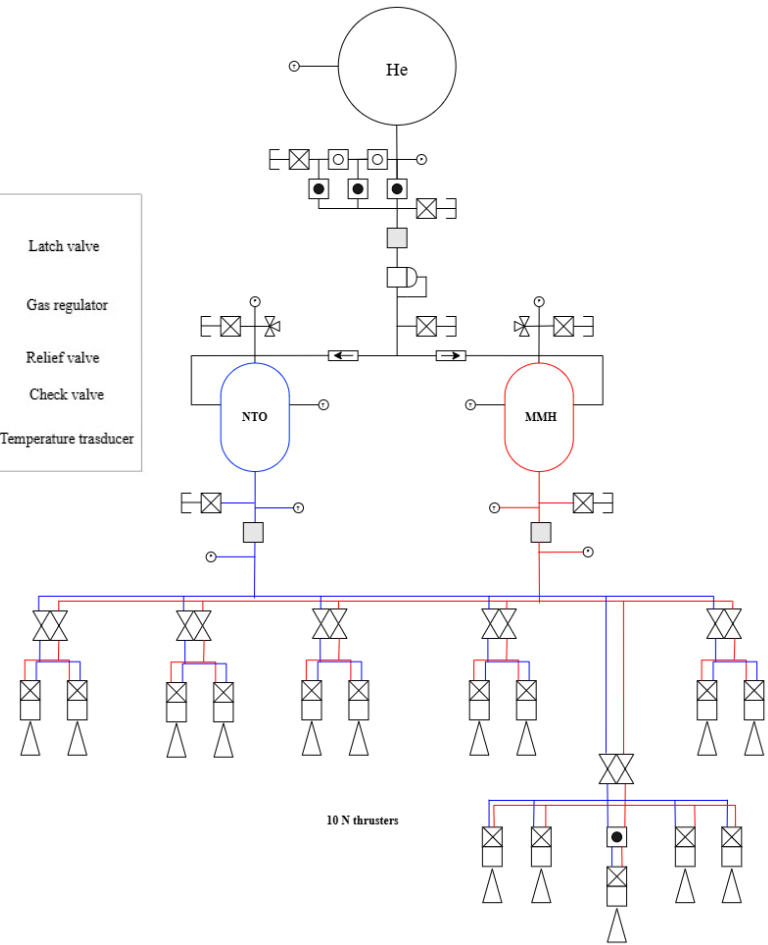 He
Latch valve
Gas regulator
Relief valve
Check valve
Temperature trasducer
NTO
MMH
10 N thrusters